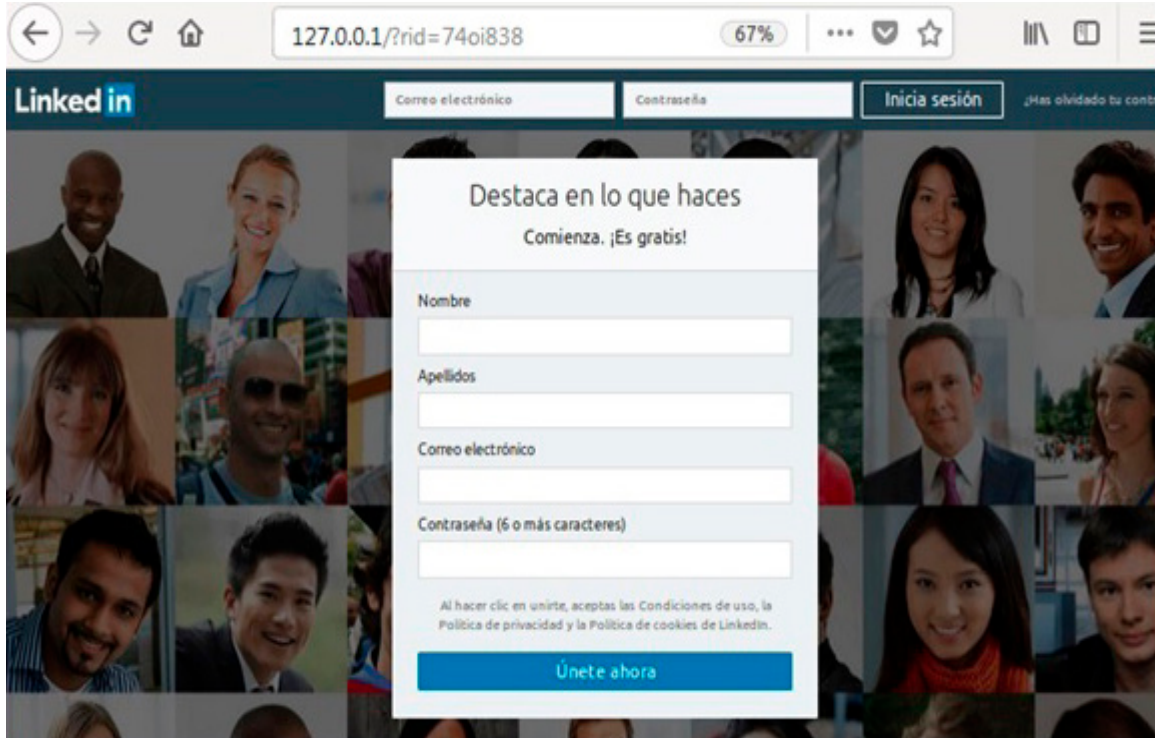 127.0.0.1/?rid=74oi838
67%
Linked in
Correo electrónico
Contraseña
Inicia sesión
¿Has olvidado tu
Destaca en lo que haces
Comienza. ¡Es gratis!
Nombre
Apellidos
Correo electrónico
Contraseña (6 o más caracteres)
Al hacer clic en unirte, aceptas las Condiciones de uso, la
Política de privacidad y la Política de cookies de LinkedIn.
Únete ahora